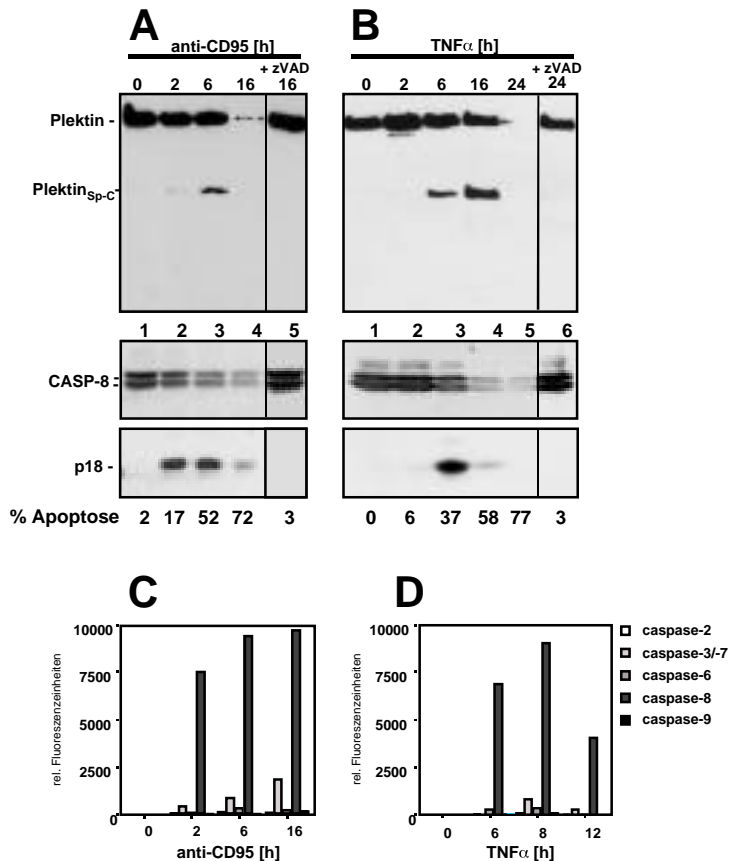 A
anti-CD95 [h]
+ zVAD
0 2 6 16 16
B
TNFα [h]
+ zVAD
0 2 6 16 24 24
Plektin -
PlektinSp-C-
1 2 3 4 5
1 2 3 4 5 6
CASP-8 :
p18 -
% Apoptose 2 17 52 72 3
0 6 37 58 77 3
C
rel. Fluoreszenzeinheiten
10000
7500
5000
2500
0
0 2 6 16
anti-CD95 [h]
D
rel. Fluoreszenzeinheiten
10000
7500
5000
2500
0
0 6 8 12
TNFα [h]
caspase-2
caspase-3/-7
caspase-6
caspase-8
caspase-9